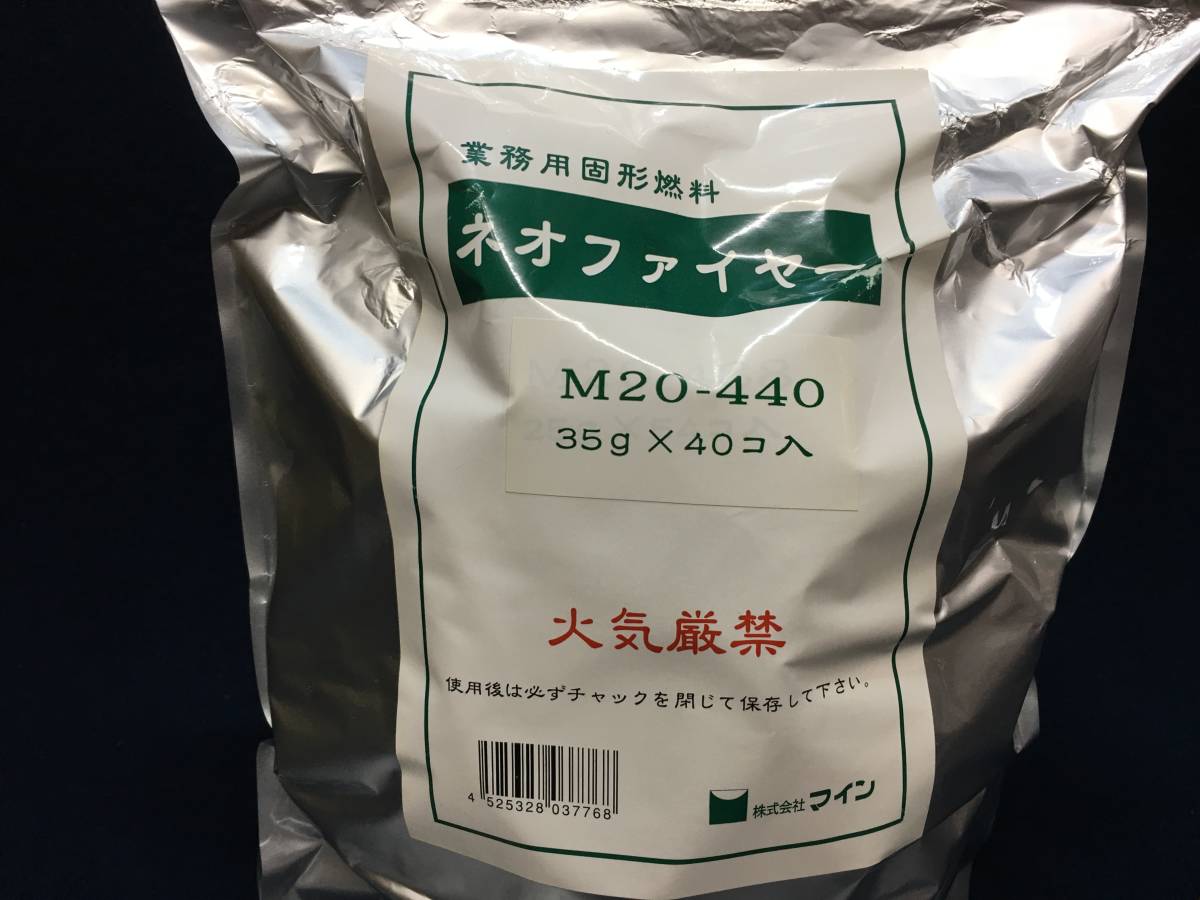 業務用固形燃料
ネオファイヤー
M20-440
35g×40コ入
火気厳禁
使用後は必ずチャックを閉じて保存して下さい。
4 525328 037768
株式会社 マイン